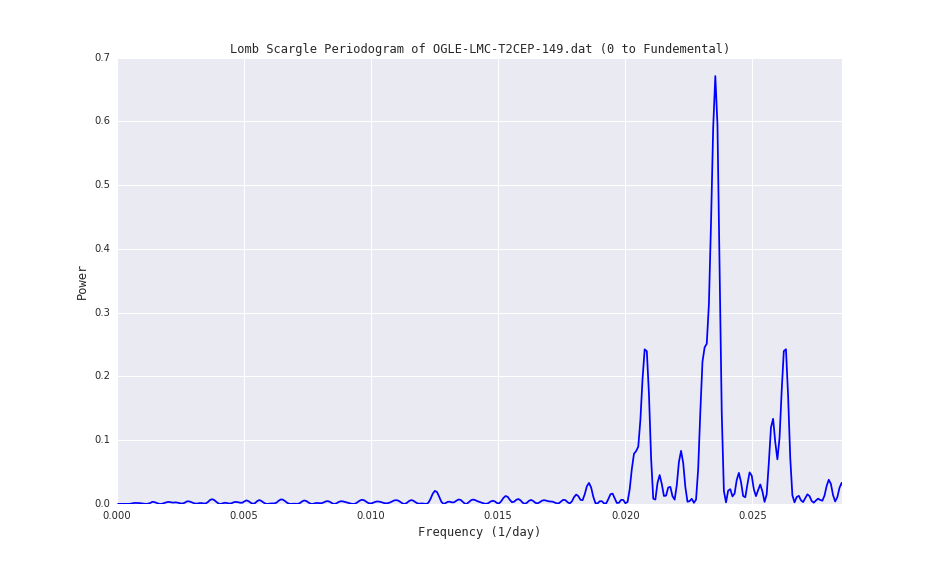 Lomb Scargle Periodogram of OGLE-LMC-T2CEP-149.dat (0 to Fundemental)
0.7
0.6
0.5
0.4
0.3
0.2
0.1
0.0
Power
0.000 0.005 0.010 0.015 0.020 0.025
Frequency (1/day)